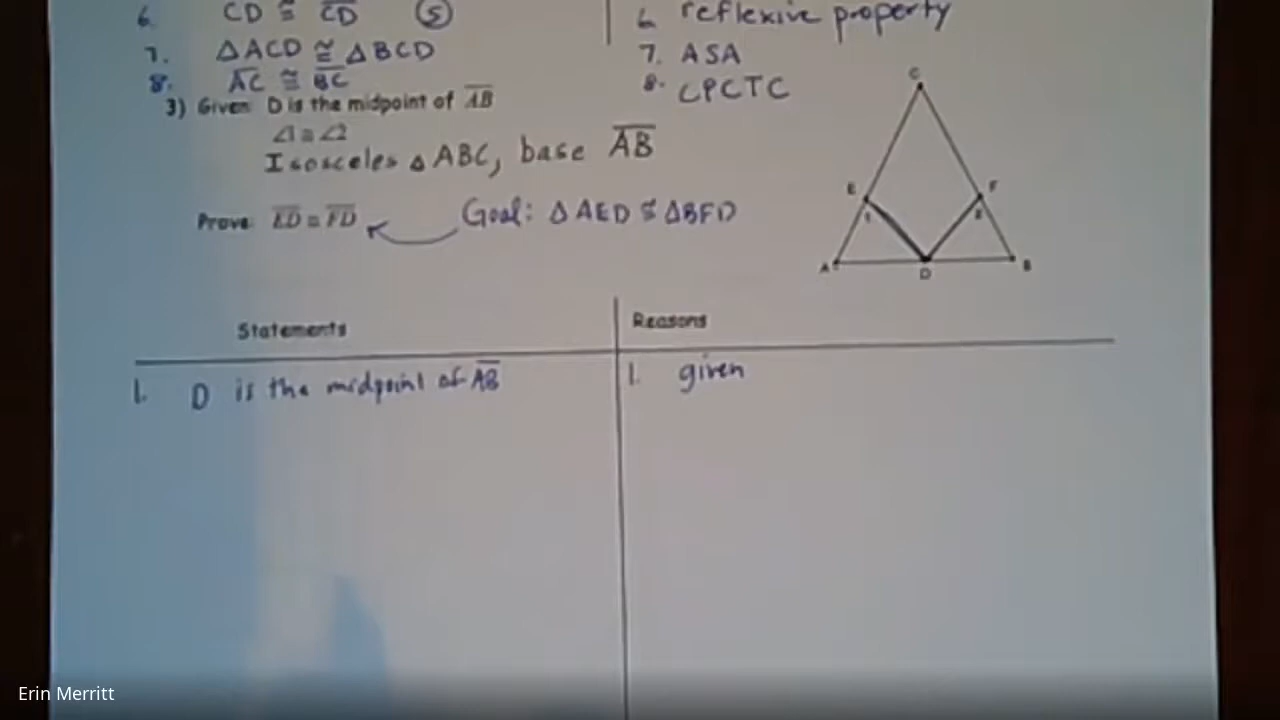 6. CD ≅ CD (S) 6. reflexive property
7. △ACD ≅ △BCD 7. ASA
8. AC ≅ BC 8. CPCTC
3) Given: D is the midpoint of AB
∠1 ≅ ∠2
Isosceles △ABC, base AB
Prove: ED ≅ FD Goal: △AED ≅ △BFD
C
E F
1 2
A D B
Statements Reasons
1. D is the midpoint of AB 1. given
Erin Merritt